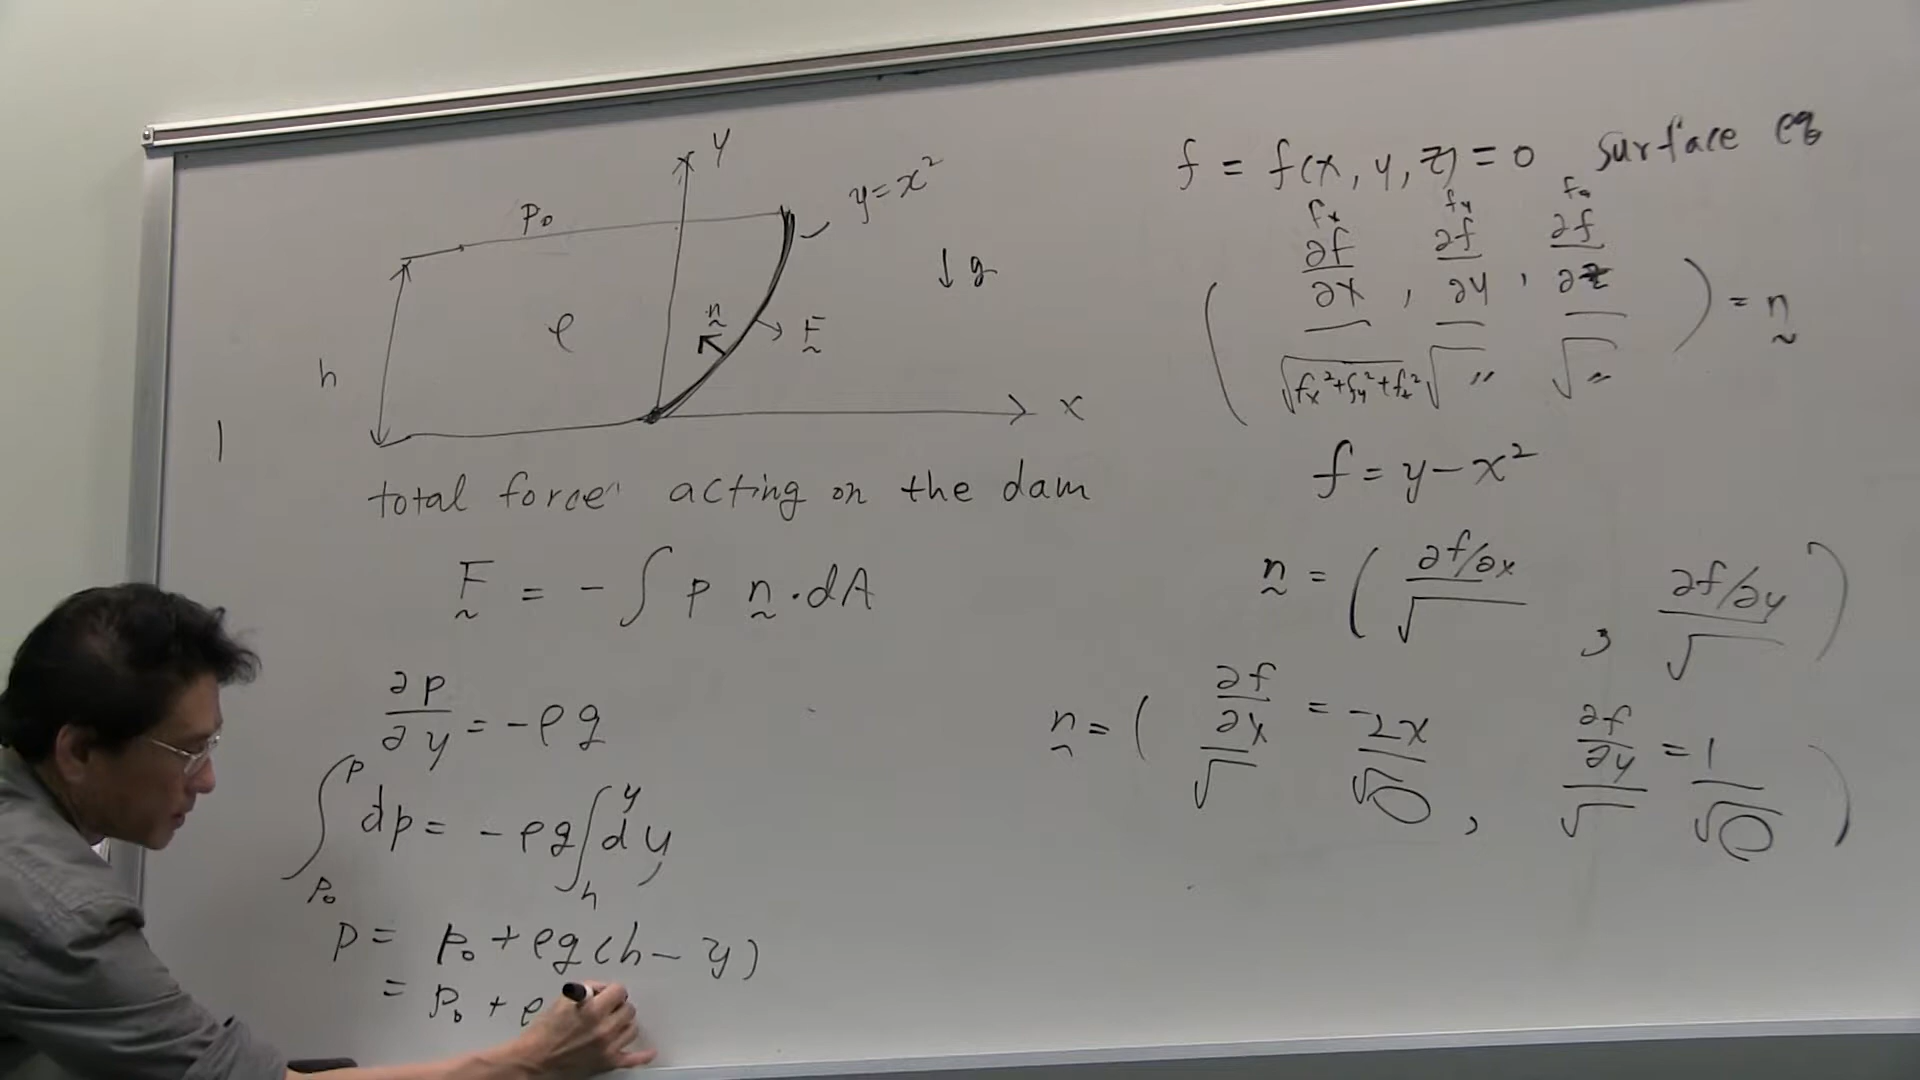 y
y = x²
p₀
↓ g
n
ρ
F
h
x
total force acting on the dam
F = - ∫ p n · dA
∂p/∂y = -ρg
∫_{p₀}^{p} dp = -ρg ∫_{h}^{y} dy
p = p₀ + ρg(h - y)
= p₀ + ρ
f = f(x, y, z) = 0 surface eq
fx fy
(∂f/∂x / √fx²+fy²+fz², ∂f/∂y / √〃, ∂f/∂z / √〃) = n
f = y - x²
n = (∂f/∂x / √, ∂f/∂y / √)
n = (∂f/∂x / √ = -2x / √, ∂f/∂y / √ = 1 / √)